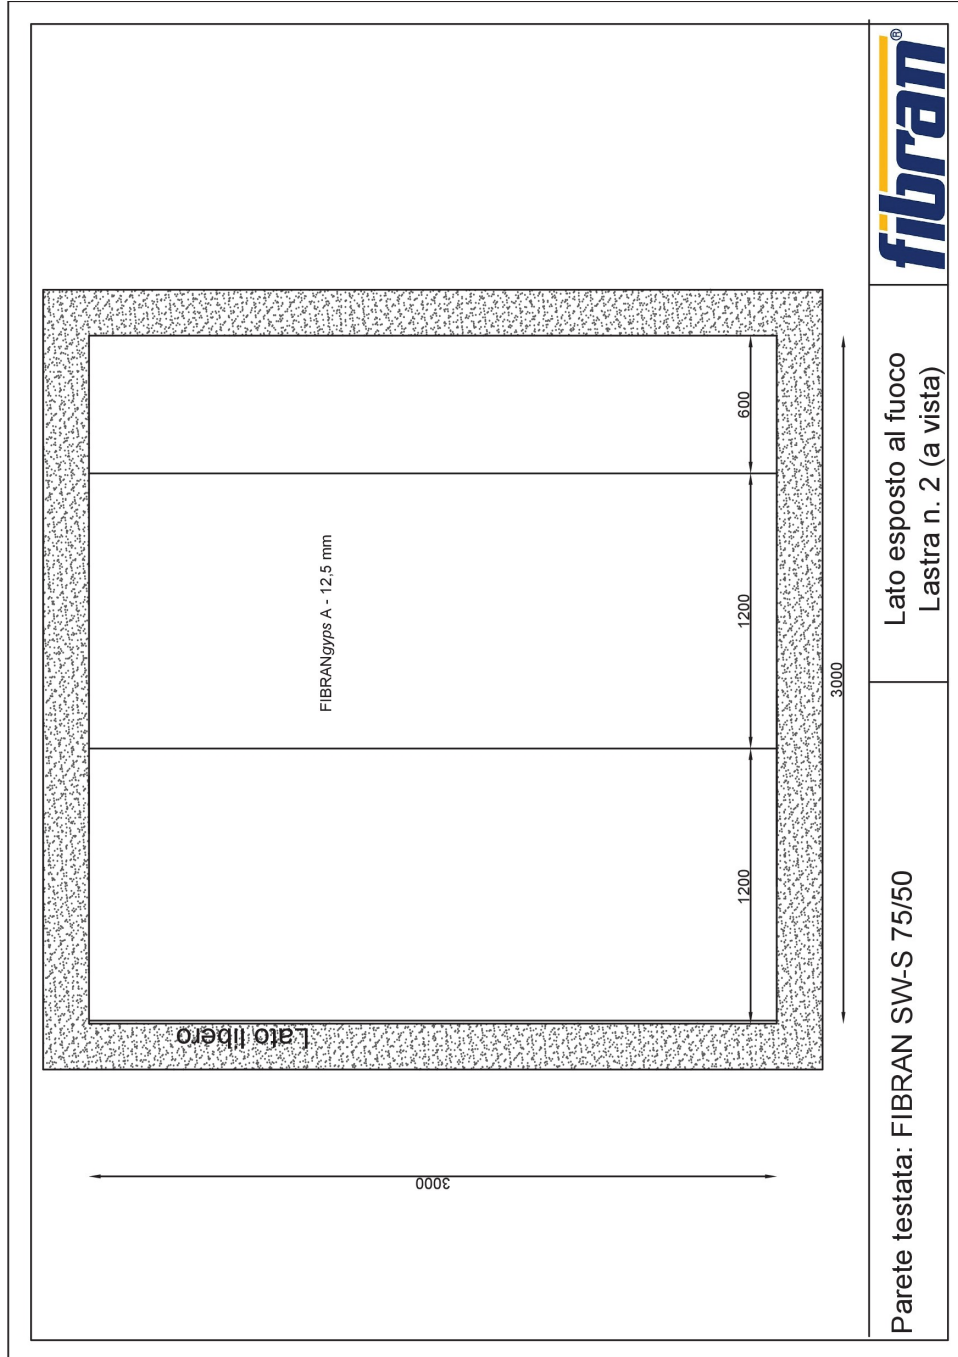 Lato libero
3000
FIBRANgyps A - 12,5 mm
1200
1200
600
3000
Parete testata: FIBRAN SW-S 75/50
Lato esposto al fuoco
Lastra n. 2 (a vista)
fibran®